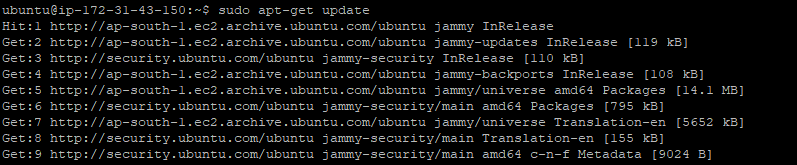 ubuntu@ip-172-31-43-150:~$ sudo apt-get update
Hit:1 http://ap-south-1.ec2.archive.ubuntu.com/ubuntu jammy InRelease
Get:2 http://ap-south-1.ec2.archive.ubuntu.com/ubuntu jammy-updates InRelease [119 kB]
Get:3 http://security.ubuntu.com/ubuntu jammy-security InRelease [110 kB]
Get:4 http://ap-south-1.ec2.archive.ubuntu.com/ubuntu jammy-backports InRelease [108 kB]
Get:5 http://ap-south-1.ec2.archive.ubuntu.com/ubuntu jammy/universe amd64 Packages [14.1 MB]
Get:6 http://security.ubuntu.com/ubuntu jammy-security/main amd64 Packages [795 kB]
Get:7 http://ap-south-1.ec2.archive.ubuntu.com/ubuntu jammy/universe Translation-en [5652 kB]
Get:8 http://security.ubuntu.com/ubuntu jammy-security/main Translation-en [155 kB]
Get:9 http://security.ubuntu.com/ubuntu jammy-security/main amd64 c-n-f Metadata [9024 B]